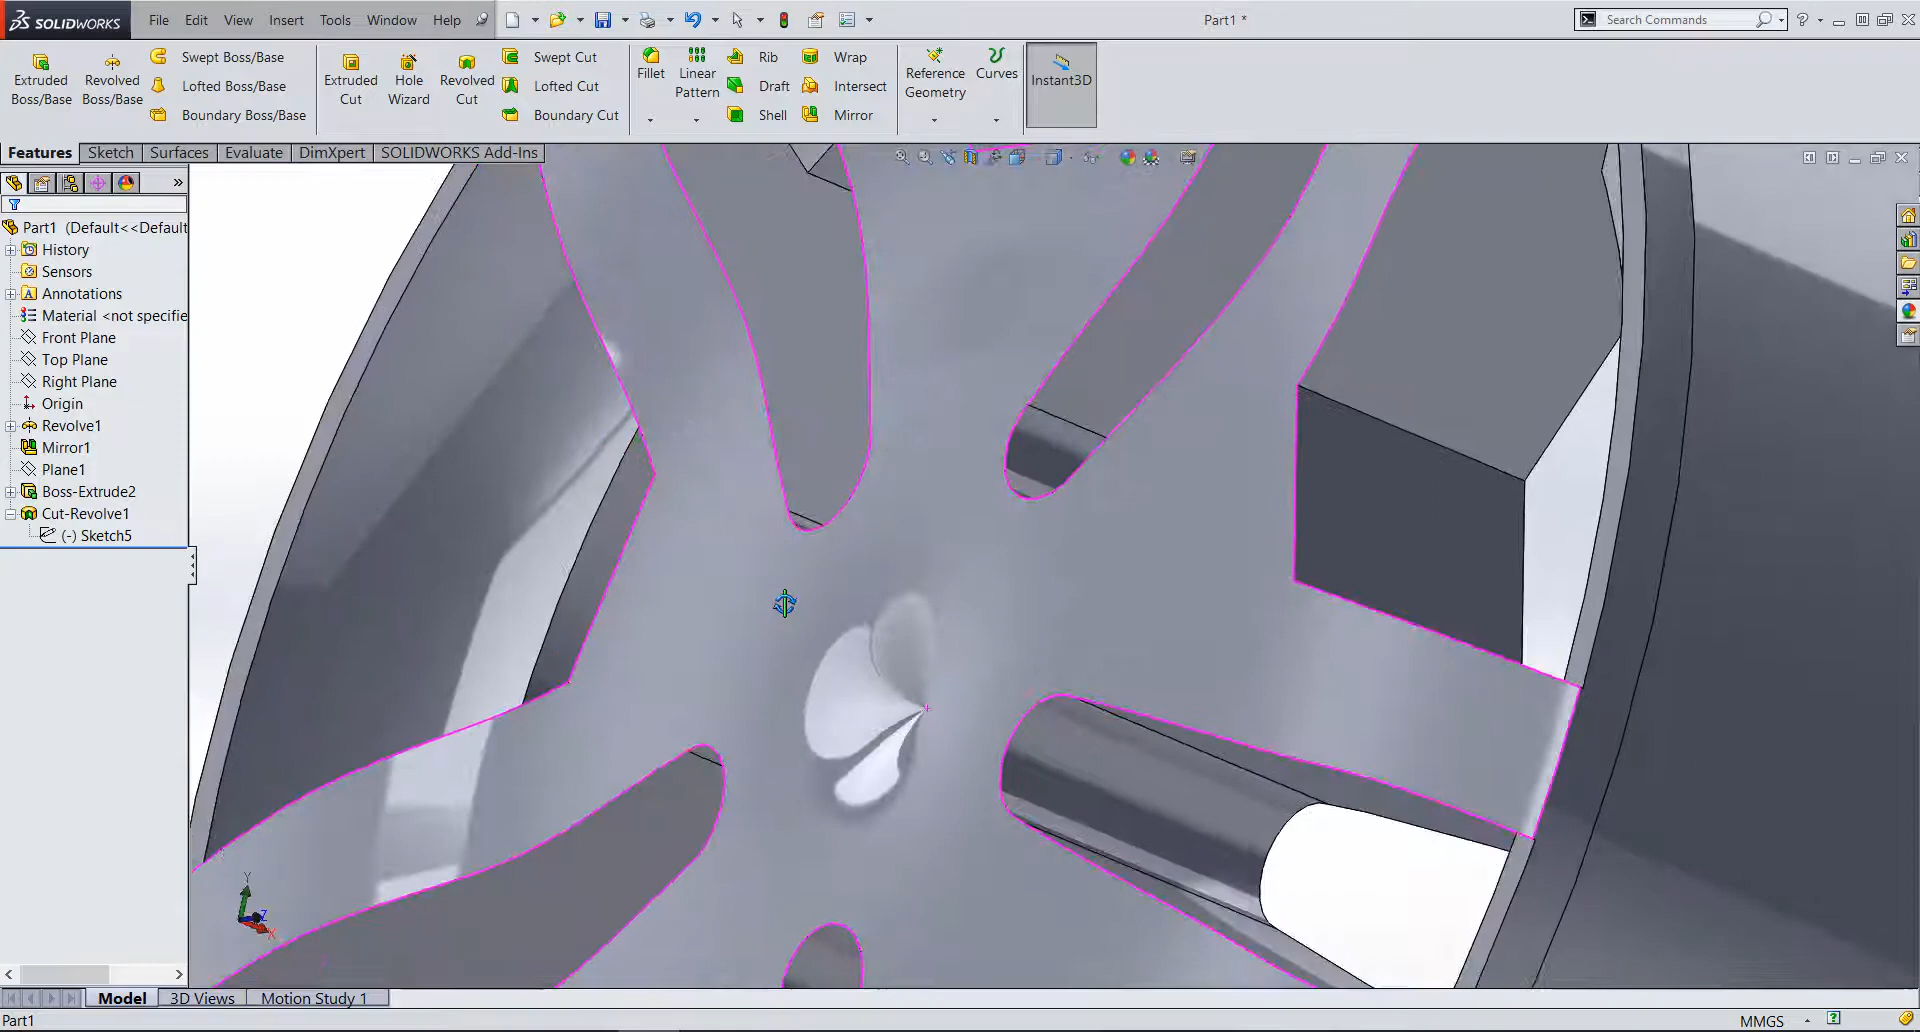 SOLIDWORKS File Edit View Insert Tools Window Help Part1 * Search Commands
Extruded Boss/Base
Revolved Boss/Base
Swept Boss/Base
Lofted Boss/Base
Boundary Boss/Base
Extruded Cut
Hole Wizard
Revolved Cut
Swept Cut
Lofted Cut
Boundary Cut
Fillet
Linear Pattern
Rib
Draft
Shell
Wrap
Intersect
Mirror
Reference Geometry
Curves
Instant3D
Features Sketch Surfaces Evaluate DimXpert SOLIDWORKS Add-Ins
Part1 (Default<<Default
History
Sensors
Annotations
Material <not specifie
Front Plane
Top Plane
Right Plane
Origin
Revolve1
Mirror1
Plane1
Boss-Extrude2
Cut-Revolve1
(-) Sketch5
Y
Z
X
Model 3D Views Motion Study 1
Part1 MMGS